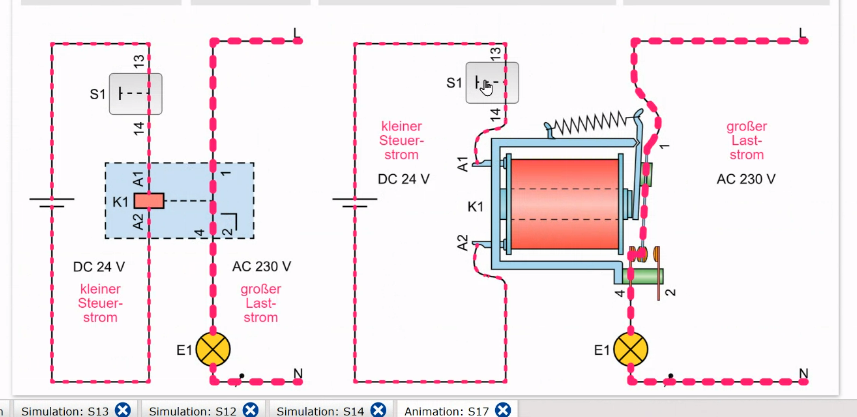 L
13
S1
14
A1
K1
A2
1
4
2
DC 24 V
kleiner
Steuer-
strom
AC 230 V
großer
Last-
strom
E1
N
L
13
S1
14
kleiner
Steuer-
strom
DC 24 V
A1
K1
A2
1
großer
Last-
strom
AC 230 V
4
2
E1
N
n
Simulation: S13
Simulation: S12
Simulation: S14
Animation: S17